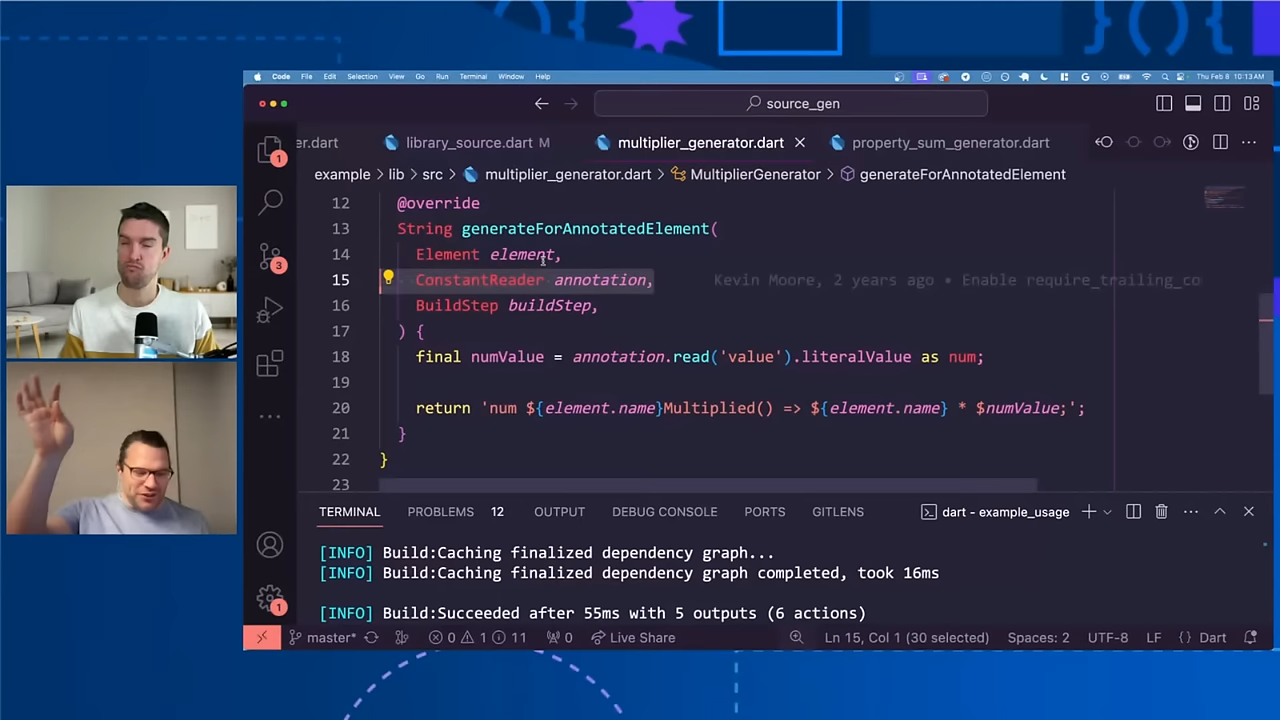 Code File Edit Selection View Go Run Terminal Window Help Thu Feb 8 10:13 AM
source_gen
er.dart library_source.dart M multiplier_generator.dart property_sum_generator.dart
example > lib > src > multiplier_generator.dart > MultiplierGenerator > generateForAnnotatedElement
12 @override
13 String generateForAnnotatedElement(
14 Element element,
15 ConstantReader annotation, Kevin Moore, 2 years ago • Enable require_trailing_co
16 BuildStep buildStep,
17 ) {
18 final numValue = annotation.read('value').literalValue as num;
19
20 return 'num ${element.name}Multiplied() => ${element.name} * $numValue;';
21 }
22 }
23
1
3
1
TERMINAL PROBLEMS 12 OUTPUT DEBUG CONSOLE PORTS GITLENS dart - example_usage
[INFO] Build:Caching finalized dependency graph...
[INFO] Build:Caching finalized dependency graph completed, took 16ms
[INFO] Build:Succeeded after 55ms with 5 outputs (6 actions)
master* 0 1 11 0 Live Share Ln 15, Col 1 (30 selected) Spaces: 2 UTF-8 LF {} Dart